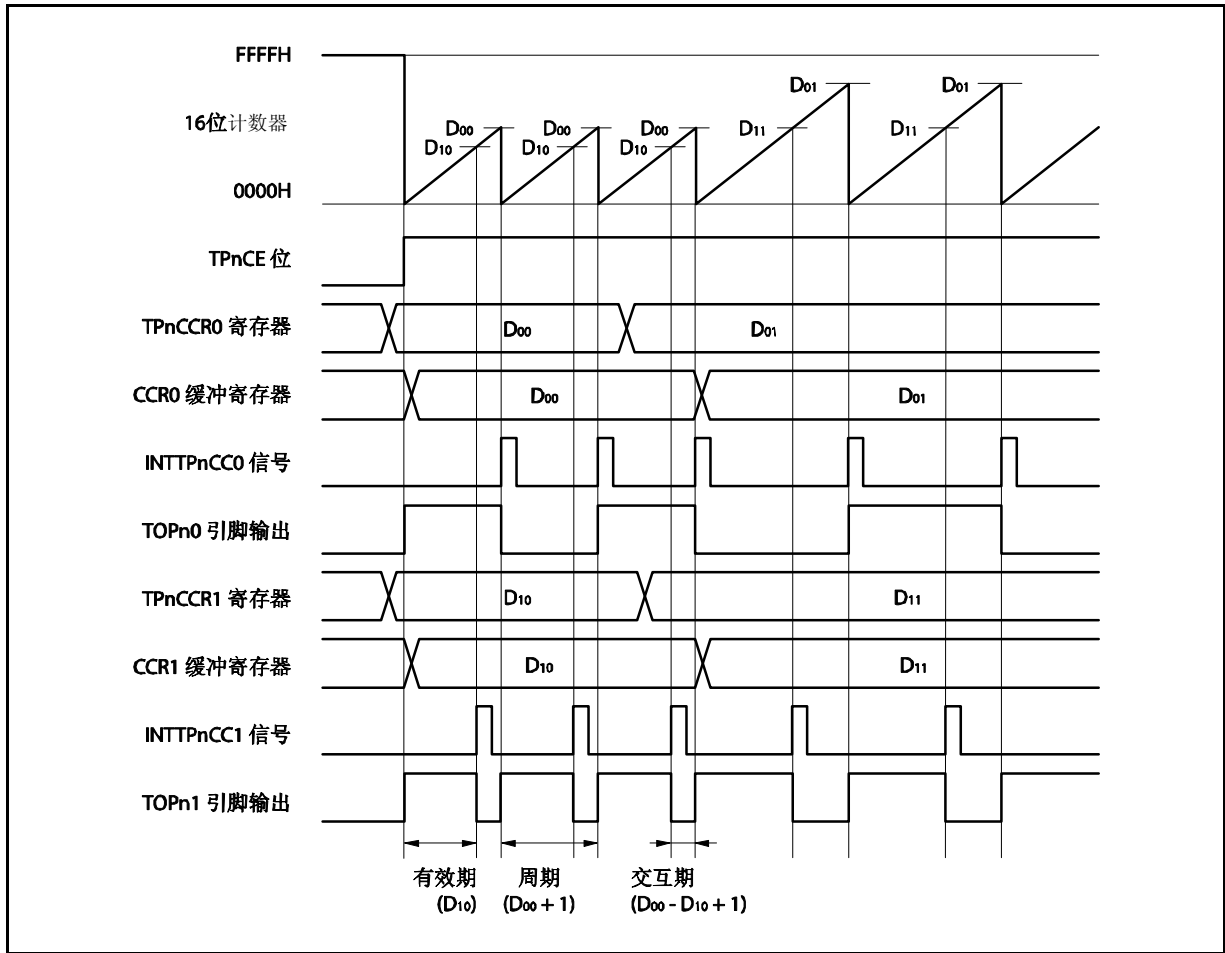 FFFFH
16位计数器
0000H
D00 D00 D00 D01 D01
D10 D10 D10 D11 D11
TPnCE 位
TPnCCR0 寄存器 D00 D01
CCR0 缓冲寄存器 D00 D01
INTTPnCC0 信号
TOPn0 引脚输出
TPnCCR1 寄存器 D10 D11
CCR1 缓冲寄存器 D10 D11
INTTPnCC1 信号
TOPn1 引脚输出
有效期 周期 交互期
(D10) (D00 + 1) (D00 - D10 + 1)